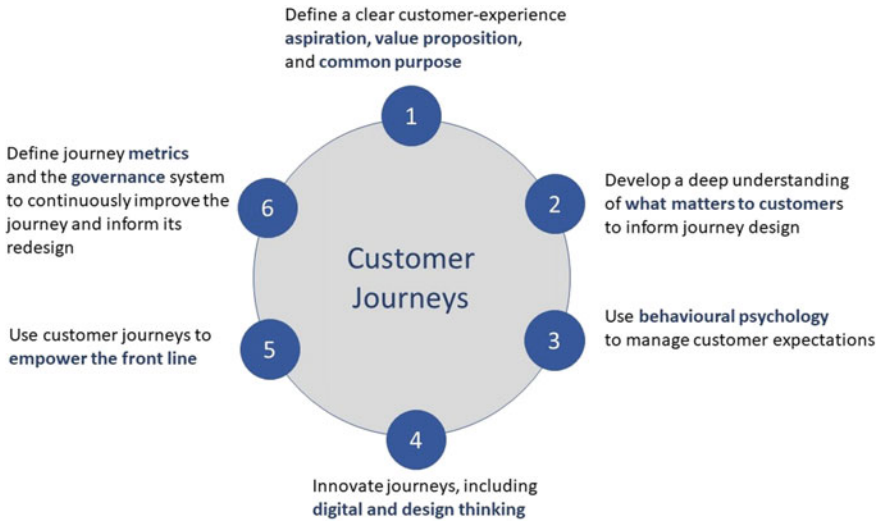 Define a clear customer-experience
aspiration, value proposition,
and common purpose
1
Develop a deep understanding
of what matters to customers
to inform journey design
2
Use behavioural psychology
to manage customer expectations
3
Innovate journeys, including
digital and design thinking
4
Use customer journeys to
empower the front line
5
Define journey metrics
and the governance system
to continuously improve the
journey and inform its
redesign
6
Customer
Journeys